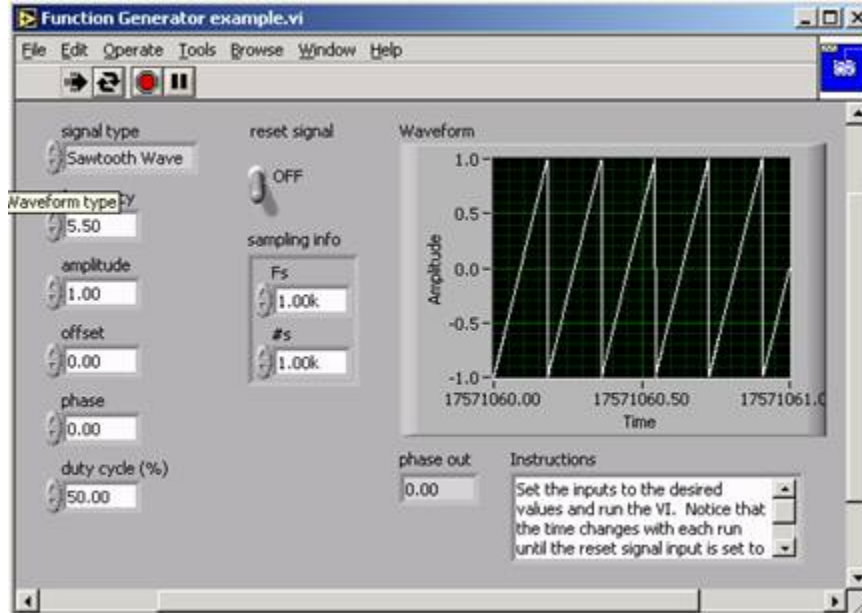 Function Generator example.vi
File Edit Operate Tools Browse Window Help
signal type
Sawtooth Wave
Waveform type
5.50
amplitude
1.00
offset
0.00
phase
0.00
duty cycle (%)
50.00
reset signal
OFF
sampling info
Fs
1.00k
#s
1.00k
Waveform
Amplitude
1.0
0.5
0.0
-0.5
-1.0
17571060.00 17571060.50 17571061.0
Time
phase out
0.00
Instructions
Set the inputs to the desired
values and run the VI. Notice that
the time changes with each run
until the reset signal input is set to